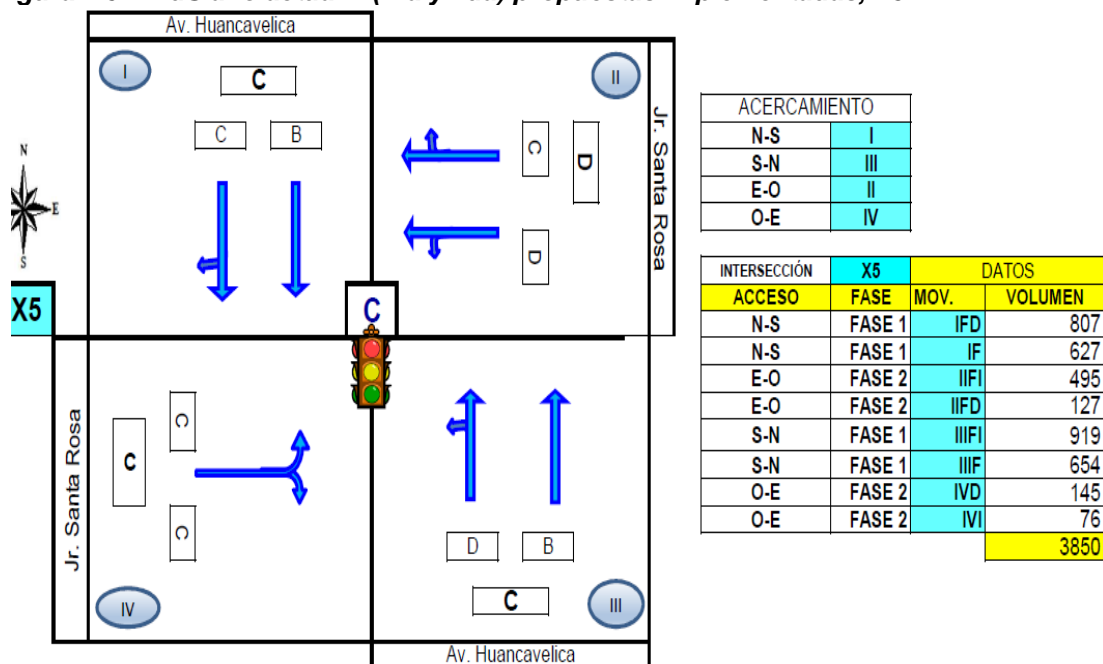 Av. Huancavelica
I
C
II
C
B
C
D
D
Jr. Santa Rosa
N
E
S
X5
C
Jr. Santa Rosa
C
C
C
D
B
C
IV
III
Av. Huancavelica
ACERCAMIENTO
N-S I
S-N III
E-O II
O-E IV
INTERSECCIÓN X5 DATOS
ACCESO FASE MOV. VOLUMEN
N-S FASE 1 IFD 807
N-S FASE 1 IF 627
E-O FASE 2 IIFI 495
E-O FASE 2 IIFD 127
S-N FASE 1 IIIFI 919
S-N FASE 1 IIIF 654
O-E FASE 2 IVD 145
O-E FASE 2 IVI 76
3850